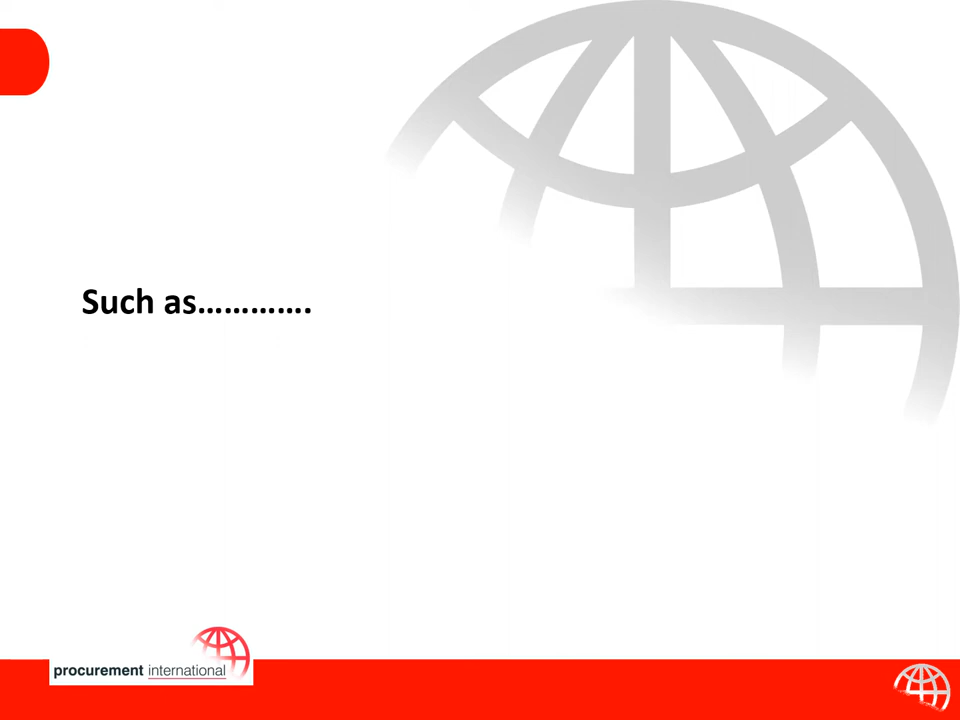 Such as………….
procurement international